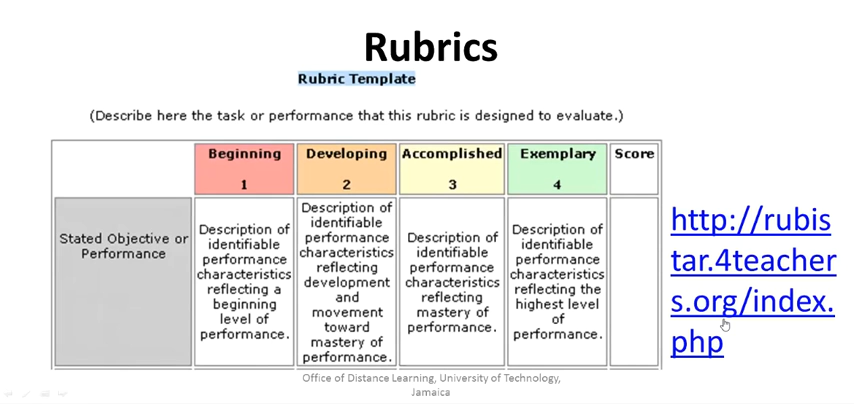 Rubrics
Rubric Template
(Describe here the task or performance that this rubric is designed to evaluate.)
Beginning
1
Developing
2
Accomplished
3
Exemplary
4
Score
Stated Objective or
Performance
Description of
identifiable
performance
characteristics
reflecting a
beginning
level of
performance.
Description of
identifiable
performance
characteristics
reflecting
development
and
movement
toward
mastery of
performance.
Description of
identifiable
performance
characteristics
reflecting
mastery of
performance.
Description of
identifiable
performance
characteristics
reflecting the
highest level
of
performance.
http://rubis
tar.4teacher
s.org/index.
php
Office of Distance Learning, University of Technology,
Jamaica